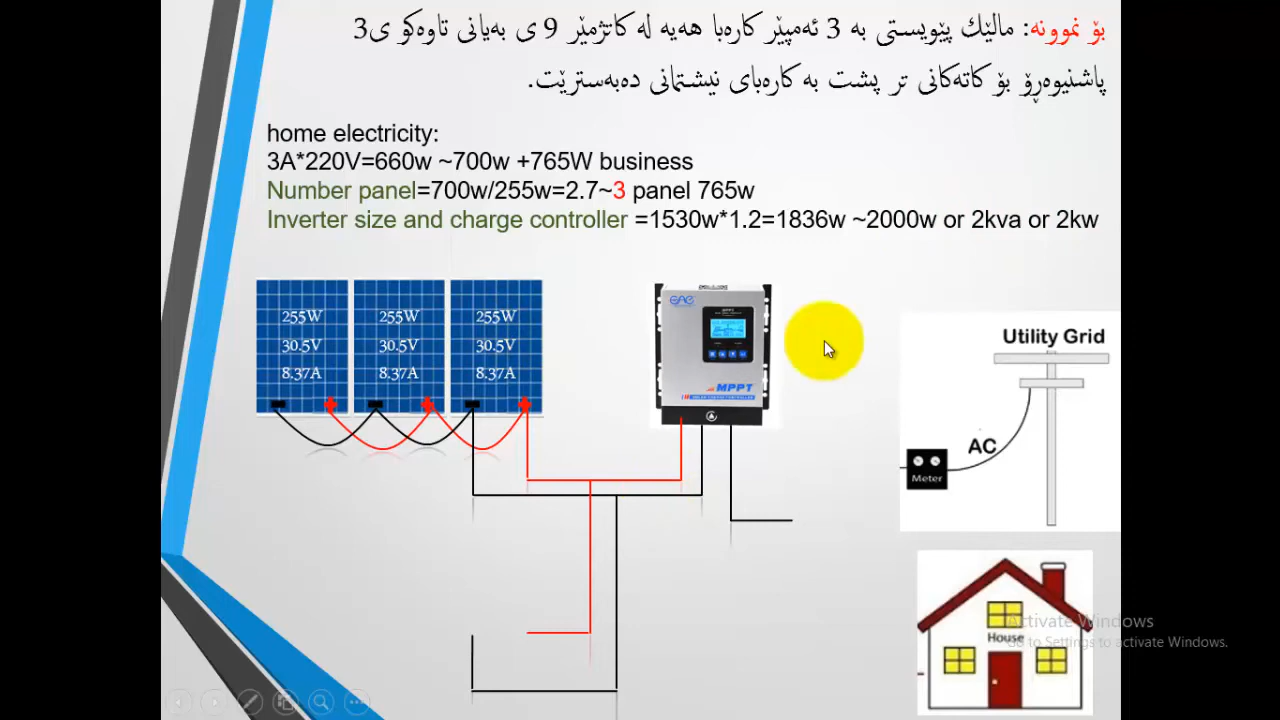 بۆ نموونە: ماڵێك پێویستی بە 3 ئەمپێر کارەبا هەیە لە کاتژمێر 9 ی بەیانی تاوەکو ی3
پاشنیوەڕۆ بۆ کاتەکانی تر پشت بە کارەبای نیشتمانی دەبەسترێت.
home electricity:
3A*220V=660w ~700w +765W business
Number panel=700w/255w=2.7~3 panel 765w
Inverter size and charge controller =1530w*1.2=1836w ~2000w or 2kva or 2kw
255W 255W 255W
30.5V 30.5V 30.5V
8.37A 8.37A 8.37A
MPPT
Utility Grid
AC
Meter
House
Activate Windows
Go to Settings to activate Windows.